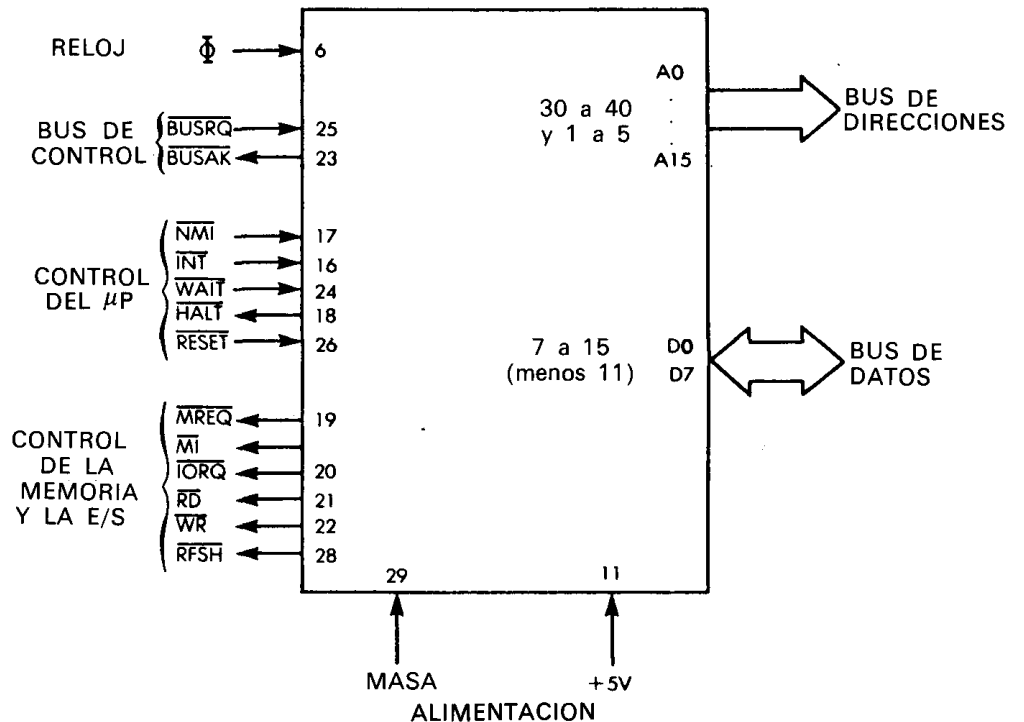 RELOJ Φ 6
BUS DE CONTROL
BUSRQ 25
BUSAK 23
CONTROL DEL μP
NMI 17
INT 16
WAIT 24
HALT 18
RESET 26
CONTROL DE LA MEMORIA Y LA E/S
MREQ 19
MI
IORQ 20
RD 21
WR 22
RFSH 28
30 a 40
y 1 a 5
A0
A15
BUS DE
DIRECCIONES
7 a 15
(menos 11)
D0
D7
BUS DE
DATOS
29
11
MASA
+5V
ALIMENTACION